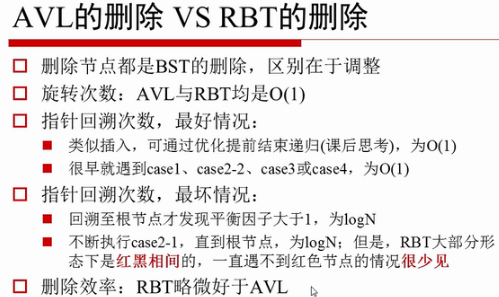 AVL的删除 VS RBT的删除
删除节点都是BST的删除，区别在于调整
旋转次数：AVL与RBT均是O(1)
指针回溯次数，最好情况：
类似插入，可通过优化提前结束递归(课后思考)，为O(1)
很早就遇到case1、case2-2、case3或case4，为O(1)
指针回溯次数，最坏情况：
回溯至根节点才发现平衡因子大于1，为logN
不断执行case2-1，直到根节点，为logN；但是，RBT大部分形
态下是红黑相间的，一直遇不到红色节点的情况很少见
删除效率：RBT略微好于AVL